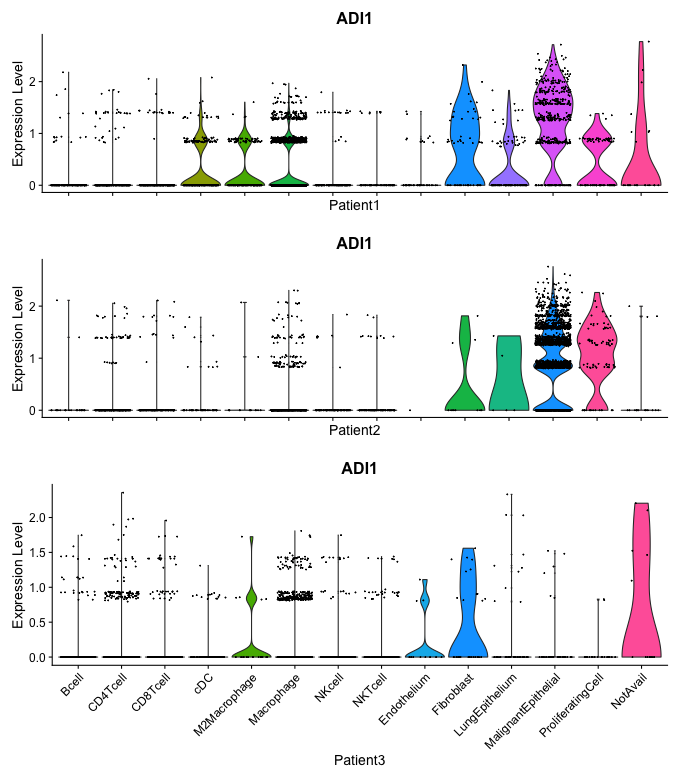 ADI1
Expression Level
2
1
0
Patient1
ADI1
Expression Level
2
1
0
Patient2
ADI1
Expression Level
2.0
1.5
1.0
0.5
0.0
Bcell
CD4Tcell
CD8Tcell
cDC
M2Macrophage
Macrophage
NKcell
NKTcell
Endothelium
Fibroblast
LungEpithelium
MalignantEpithelial
ProliferatingCell
NotAvail
Patient3